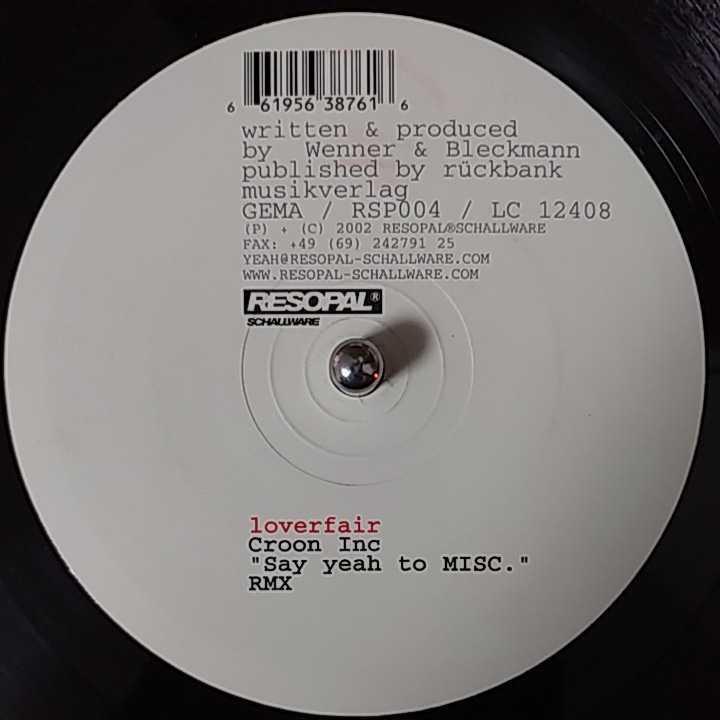 6 61956 38761 6
written & produced
by Wenner & Bleckmann
published by rückbank
musikverlag
GEMA / RSP004 / LC 12408
(P) + (C) 2002 RESOPAL®SCHALLWARE
FAX: +49 (69) 242791 25
YEAH@RESOPAL-SCHALLWARE.COM
WWW.RESOPAL-SCHALLWARE.COM
RESOPAL®
SCHALLWARE
loverfair
Croon Inc
"Say yeah to MISC."
RMX